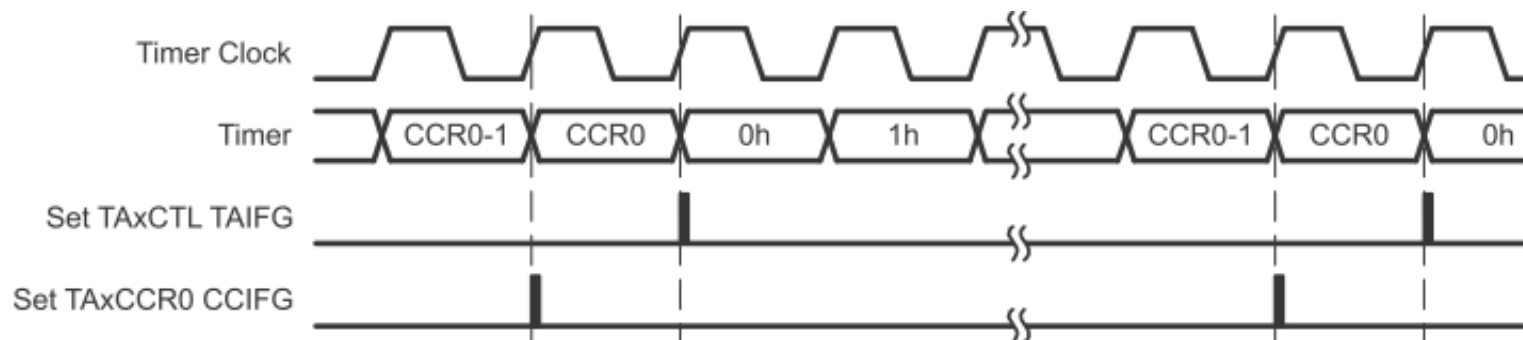 Timer Clock
Timer CCR0-1 CCR0 0h 1h CCR0-1 CCR0 0h
Set TAxCTL TAIFG
Set TAxCCR0 CCIFG